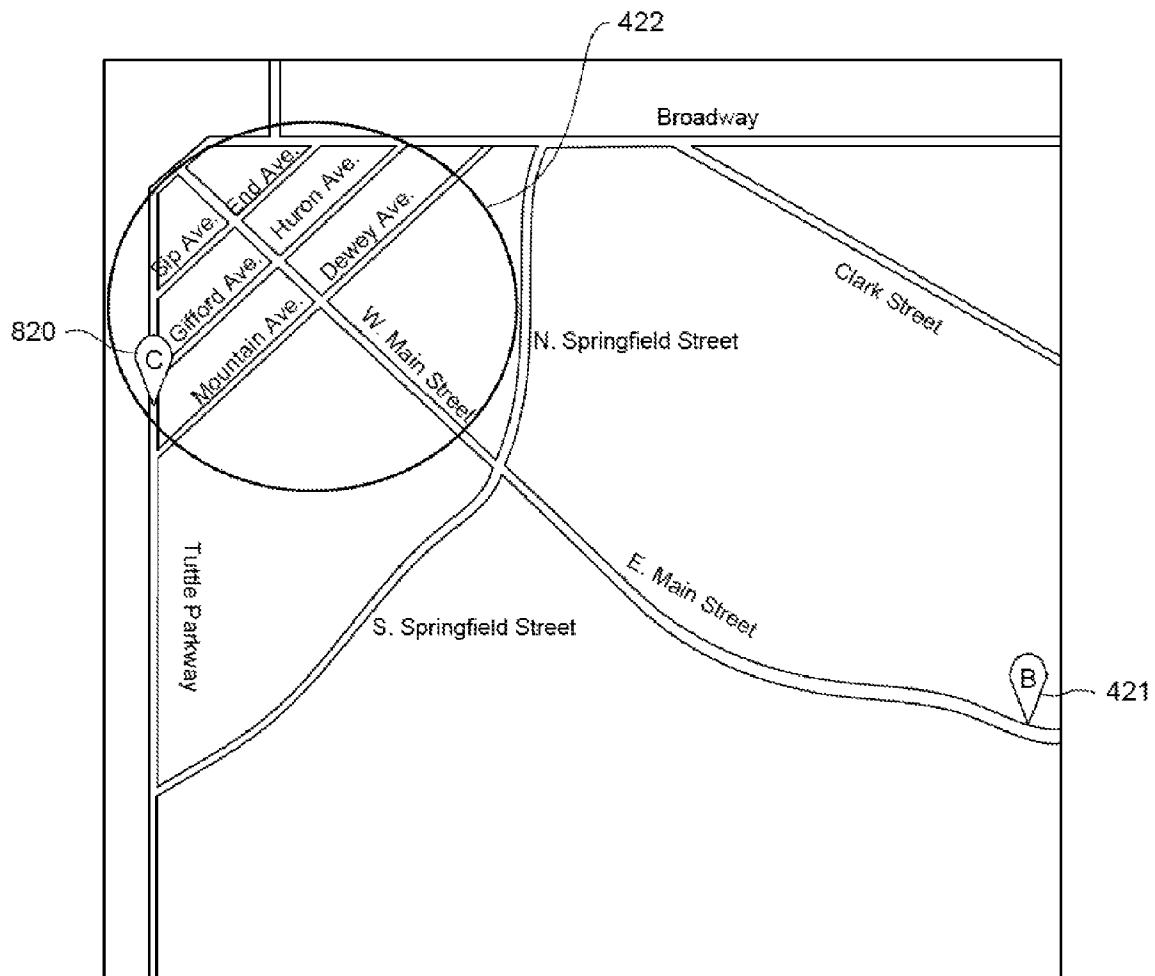 422
Broadway
Sip Ave.
End Ave.
Huron Ave.
Dewey Ave.
Gifford Ave.
Mountain Ave.
Clark Street
820
C
W. Main Street
N. Springfield Street
Tuttle Parkway
E. Main Street
S. Springfield Street
B
421